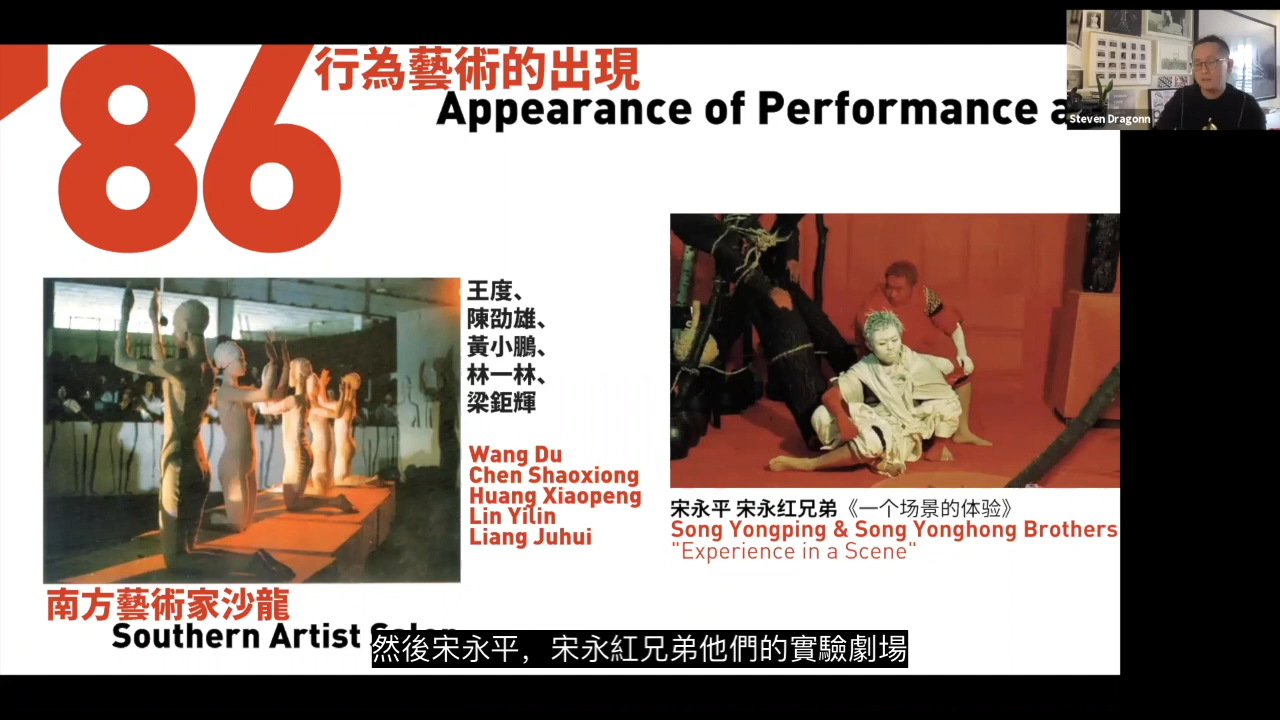 '86
行為藝術的出現
Appearance of Performance a
Steven Dragonn
王度、
陳劭雄、
黃小鵬、
林一林、
梁鉅輝
Wang Du
Chen Shaoxiong
Huang Xiaopeng
Lin Yilin
Liang Juhui
南方藝術家沙龍
Southern Artist Salon
宋永平 宋永红兄弟《一个场景的体验》
Song Yongping & Song Yonghong Brothers
"Experience in a Scene"
然後宋永平，宋永紅兄弟他們的實驗劇場